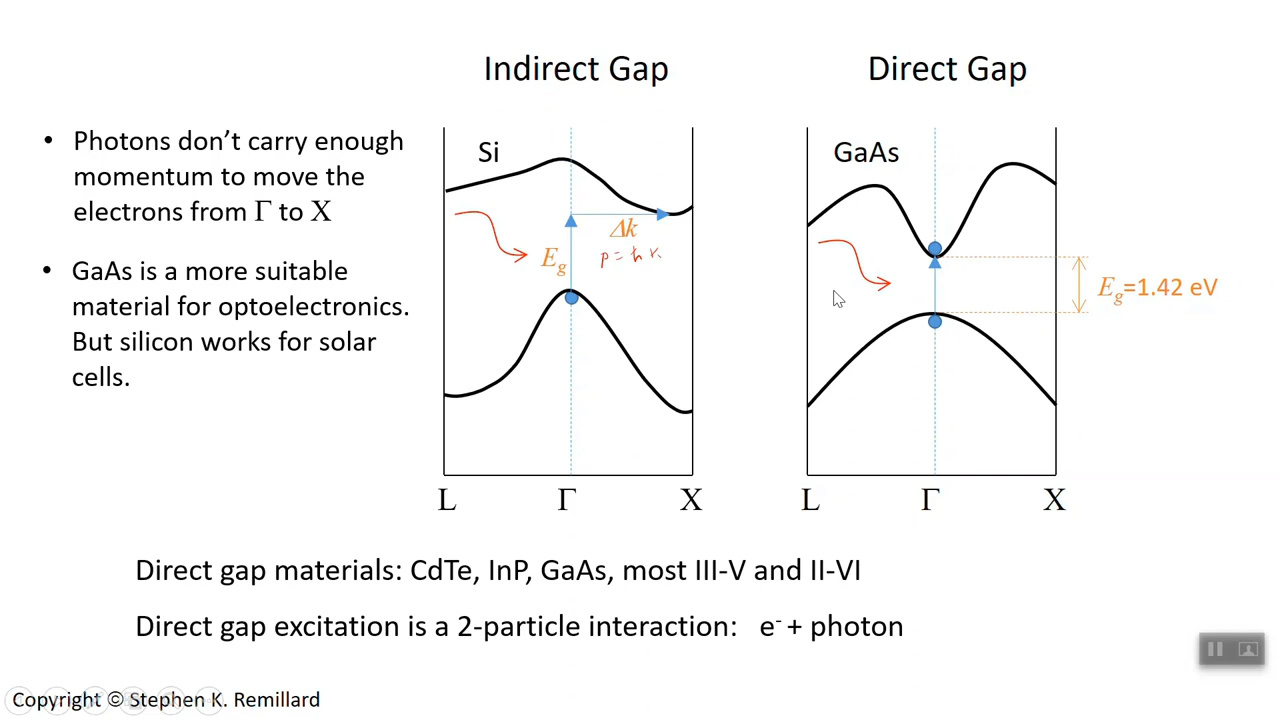 Indirect Gap
Direct Gap
• Photons don't carry enough
momentum to move the
electrons from Γ to X
• GaAs is a more suitable
material for optoelectronics.
But silicon works for solar
cells.
Si
Δk
p = ħ k
E_g
L
Γ
X
GaAs
E_g=1.42 eV
L
Γ
X
Direct gap materials: CdTe, InP, GaAs, most III-V and II-VI
Direct gap excitation is a 2-particle interaction: e⁻ + photon
Copyright © Stephen K. Remillard